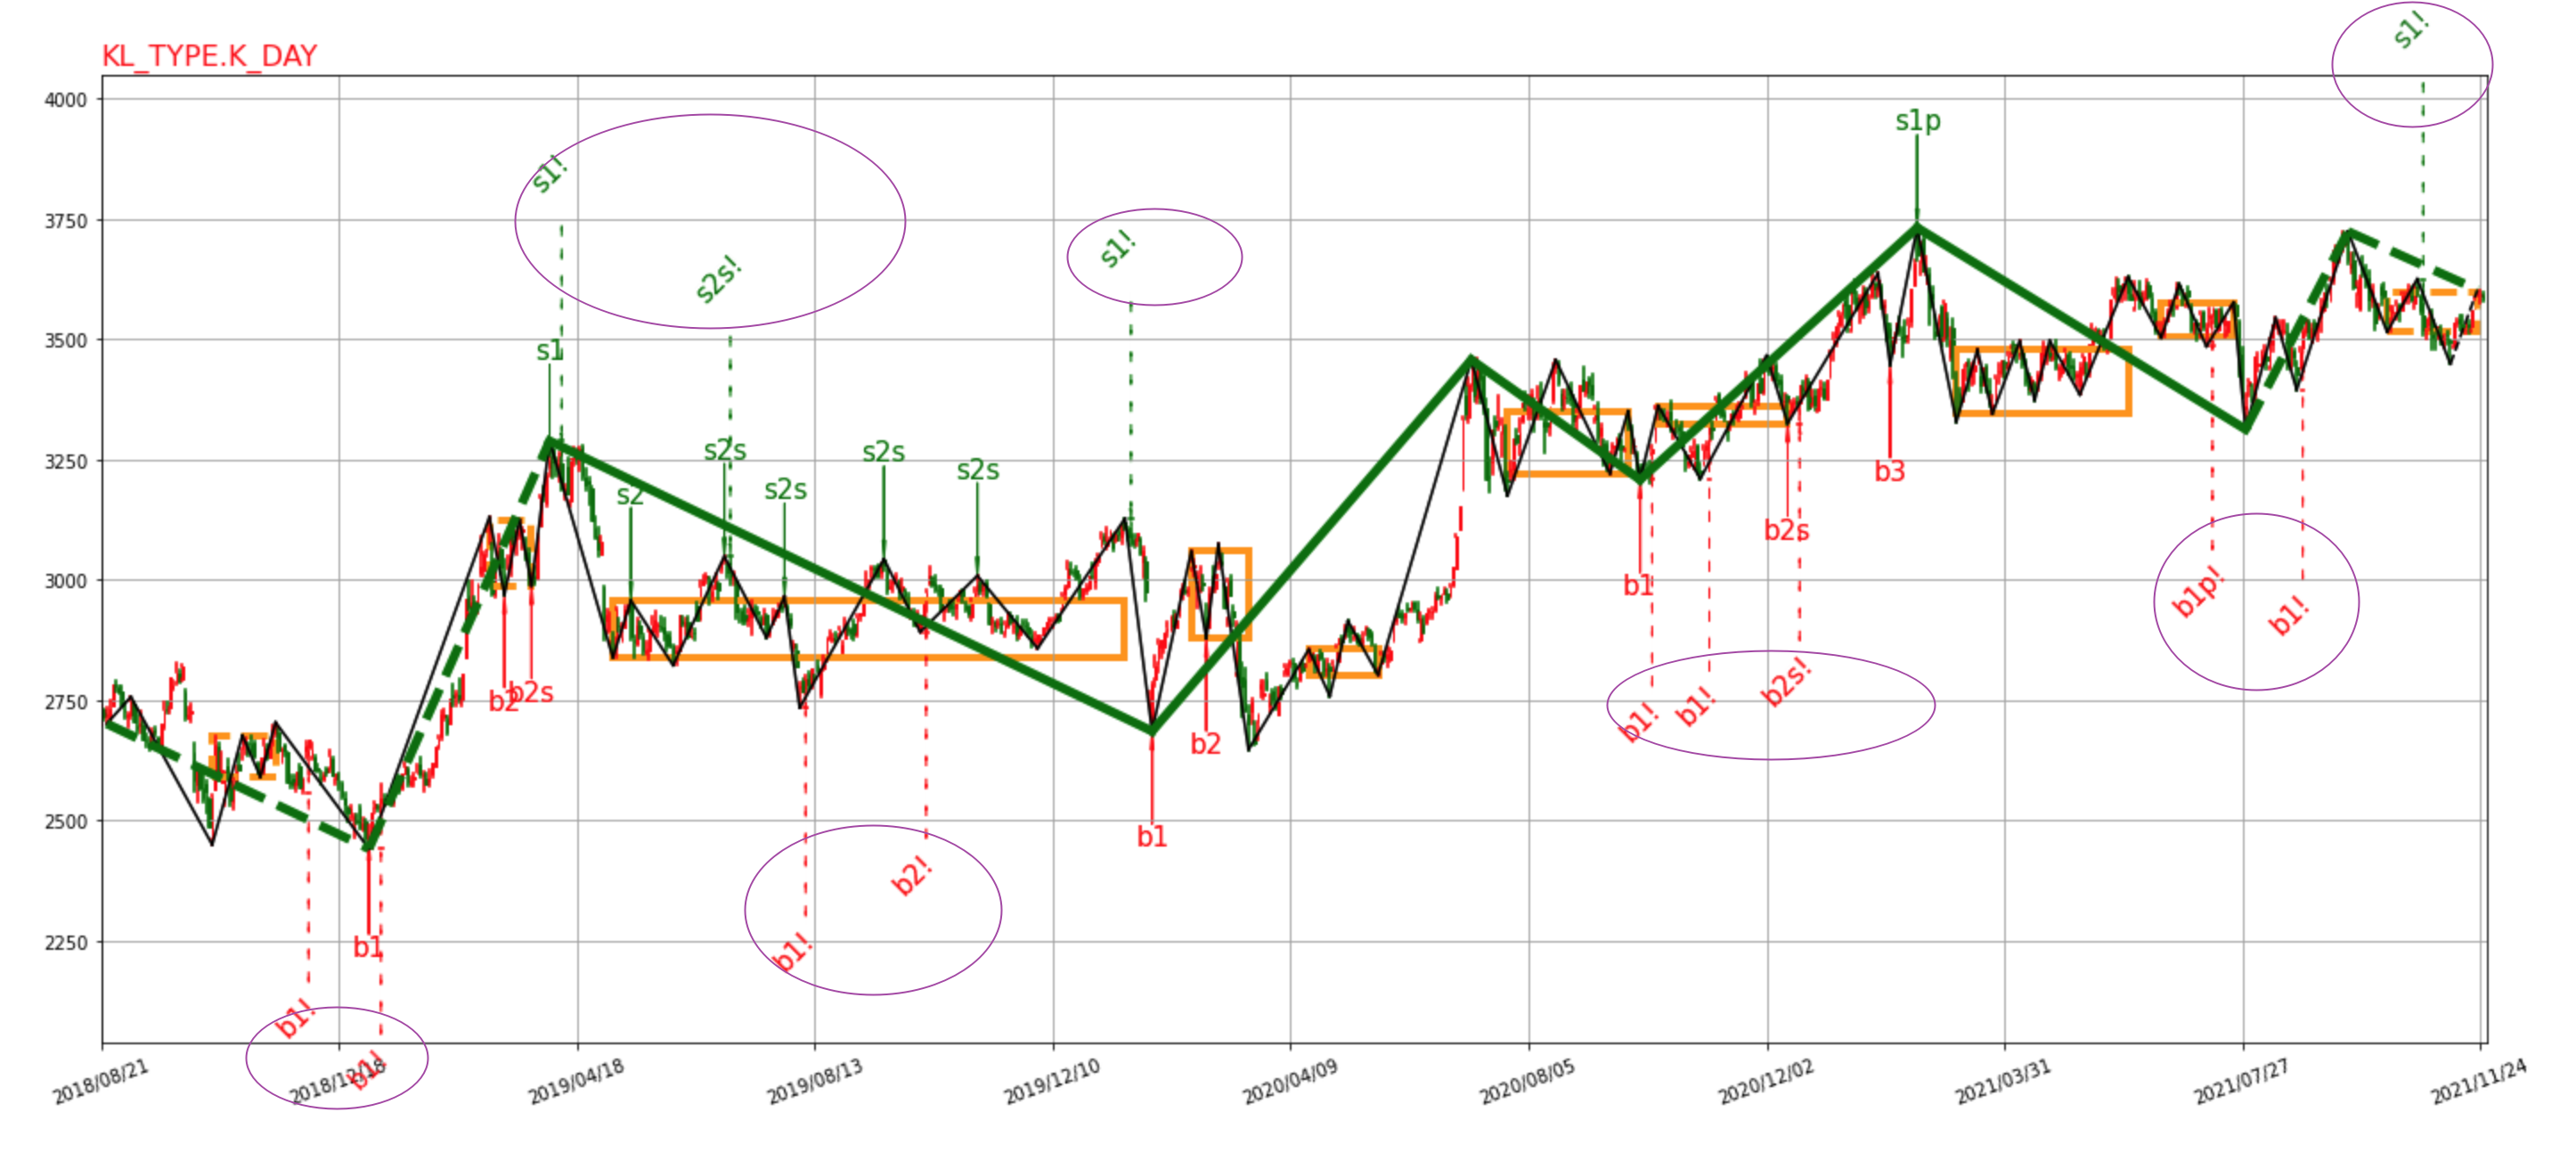 KL_TYPE.K_DAY
s1!
4000
s1p
s1!
3750
s1!
s2s!
3500
s1
s2s
s2s
s2s
s2s
s2
3250
b3
b2s
3000
b1
b1p!
b1!
2750
b2
b2s
b2
b1!
b1!
b2s!
2500
b1
b2!
2250
b1
b1!
b1!
b1!
2018/08/21
2018/12/18
2019/04/18
2019/08/13
2019/12/10
2020/04/09
2020/08/05
2020/12/02
2021/03/31
2021/07/27
2021/11/24